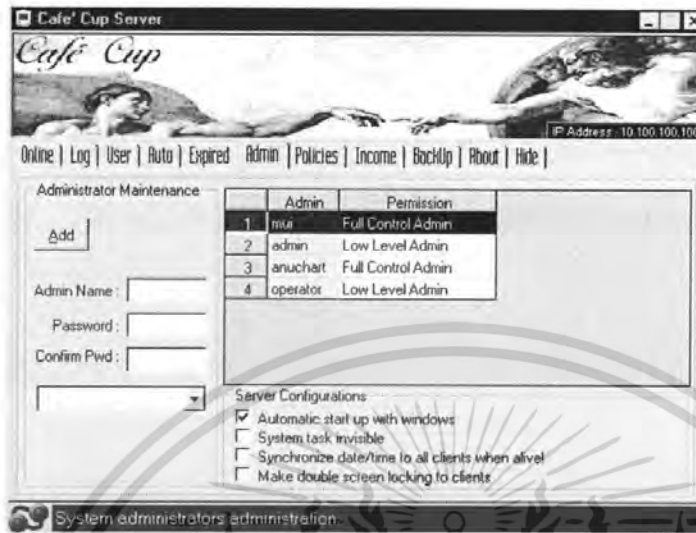 Cafe' Cup Server
Café Cup
IP Address : 10.100.100.100
Online | Log | User | Auto | Expired Admin | Policies | Income | BackUp | About | Hide |
Administrator Maintenance
Add
Admin Name :
Password :
Confirm Pwd :
Admin Permission
1 mui Full Control Admin
2 admin Low Level Admin
3 anuchart Full Control Admin
4 operator Low Level Admin
Server Configurations
Automatic start up with windows
System task invisible
Synchronize date/time to all clients when alive!
Make double screen locking to clients
System administrators administration